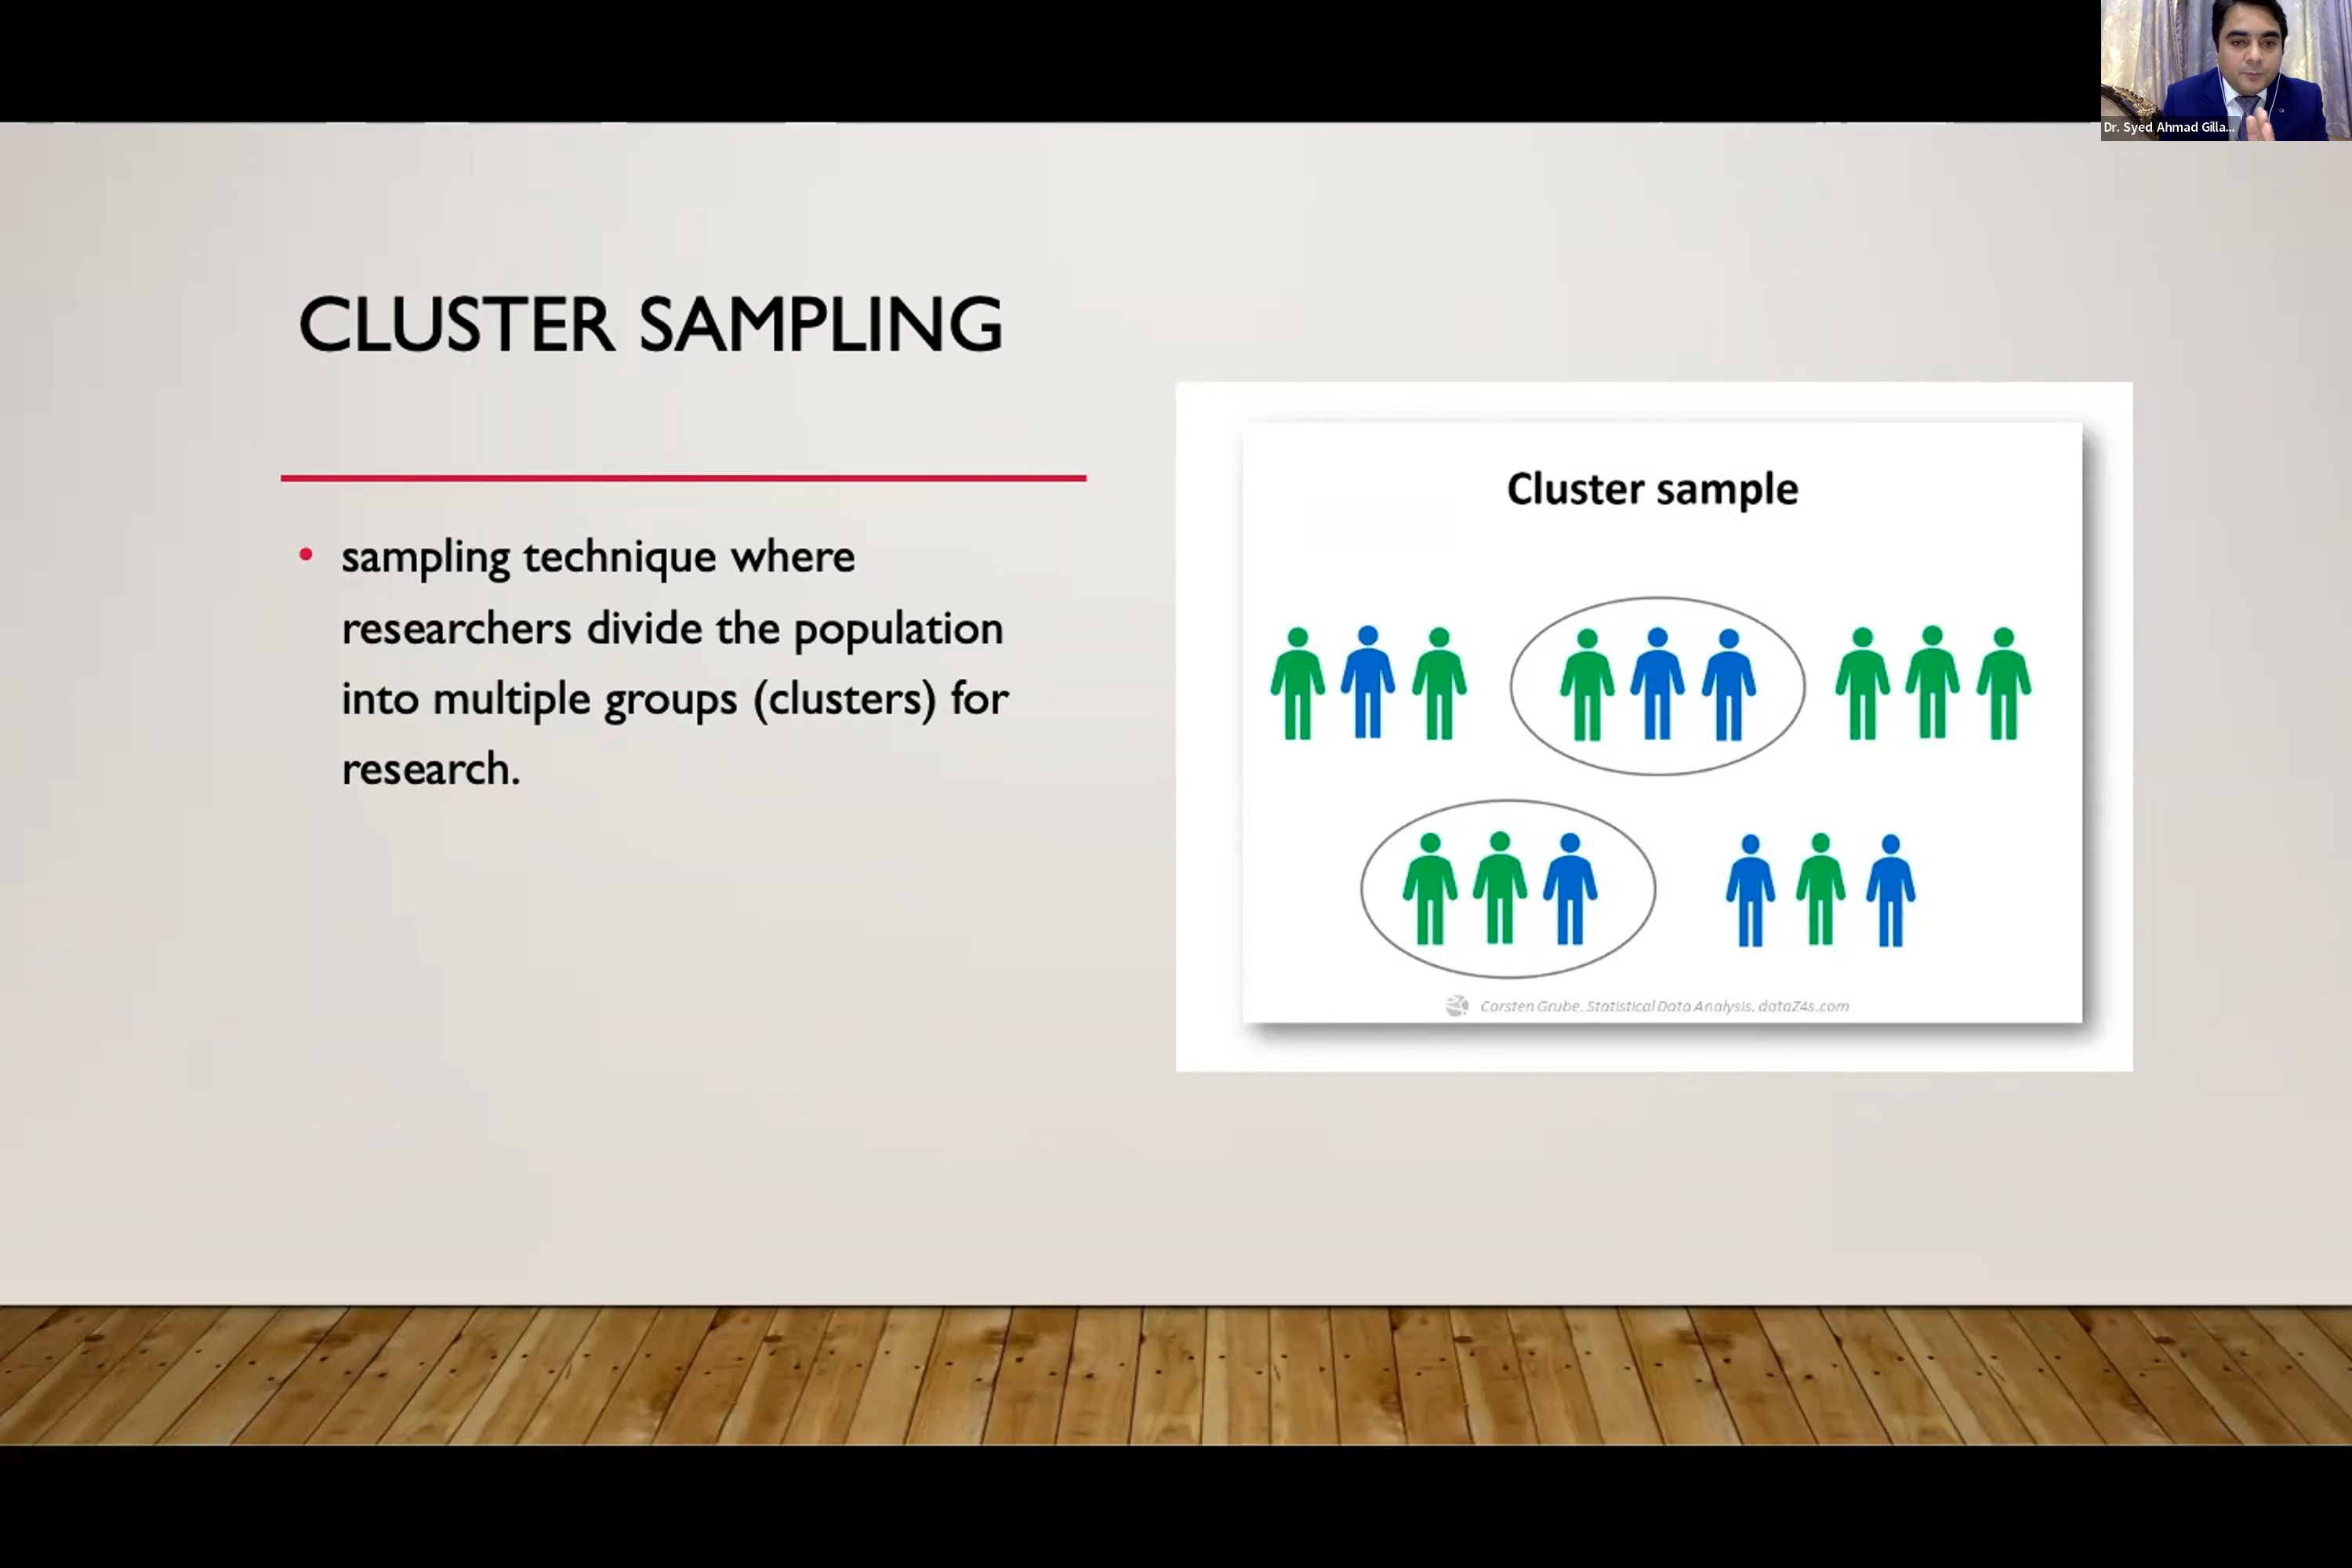 Dr. Syed Ahmad Gilla...
CLUSTER SAMPLING
• sampling technique where
researchers divide the population
into multiple groups (clusters) for
research.
Cluster sample
Carsten Grube. Statistical Data Analysis. dataZ4s.com